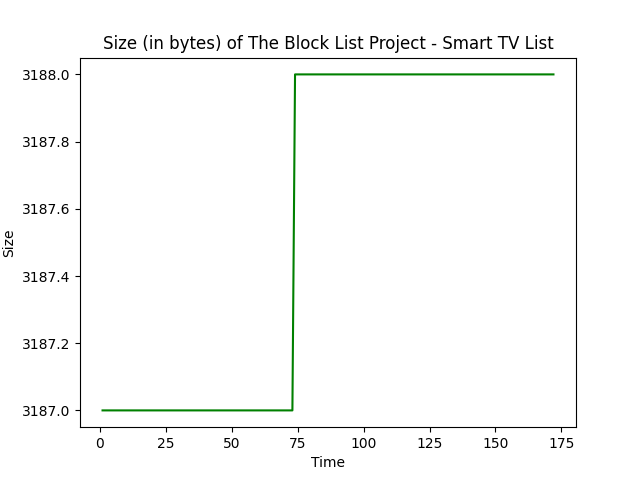 Size (in bytes) of The Block List Project - Smart TV List
3188.0
3187.8
3187.6
Size
3187.4
3187.2
3187.0
0 25 50 75 100 125 150 175
Time